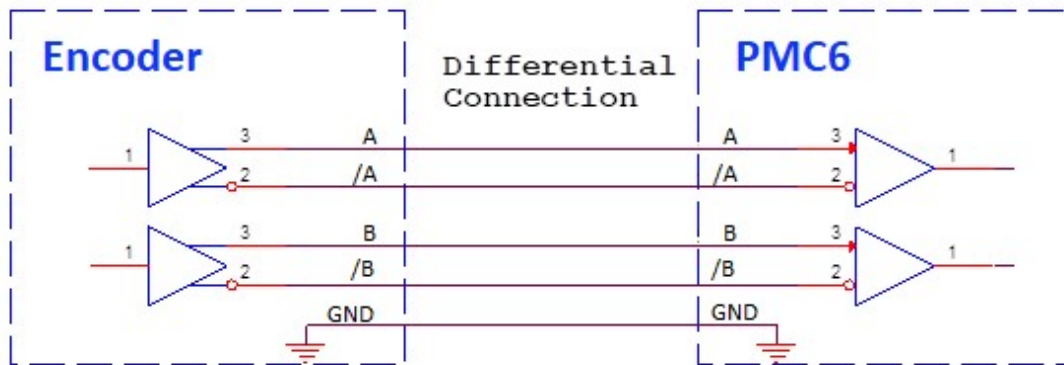 Encoder
Differential
Connection
PMC6
1
3
A
A
3
1
2
/A
/A
2
1
3
B
B
3
1
2
/B
/B
2
GND
GND